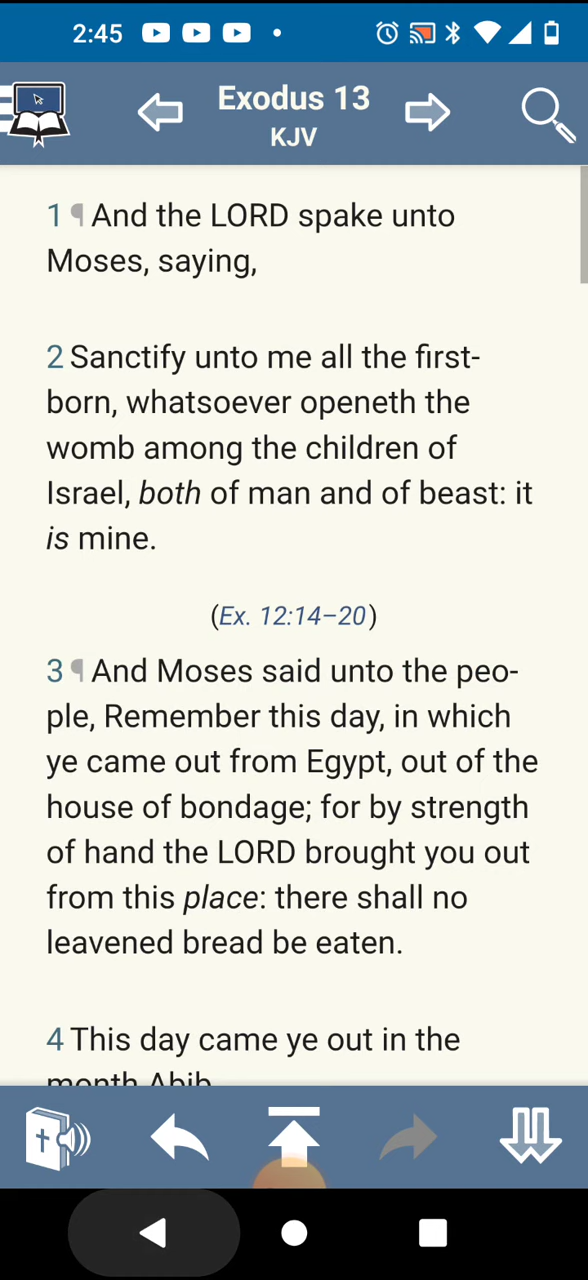 2:45
Exodus 13
KJV
1 ¶ And the LORD spake unto
Moses, saying,
2 Sanctify unto me all the first-
born, whatsoever openeth the
womb among the children of
Israel, both of man and of beast: it
is mine.
(Ex. 12:14–20)
3 ¶ And Moses said unto the peo-
ple, Remember this day, in which
ye came out from Egypt, out of the
house of bondage; for by strength
of hand the LORD brought you out
from this place: there shall no
leavened bread be eaten.
4 This day came ye out in the
month Abib.